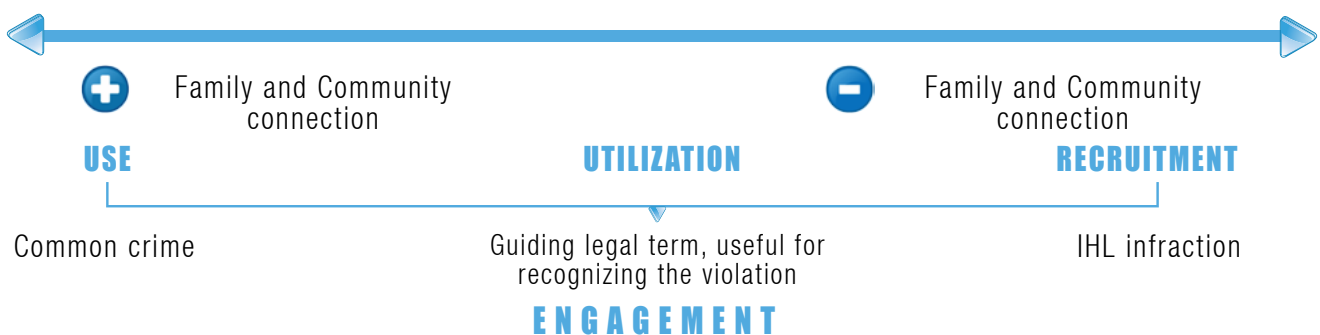 Family and Community
connection
Family and Community
connection
USE
UTILIZATION
RECRUITMENT
Common crime
Guiding legal term, useful for
recognizing the violation
IHL infraction
ENGAGEMENT